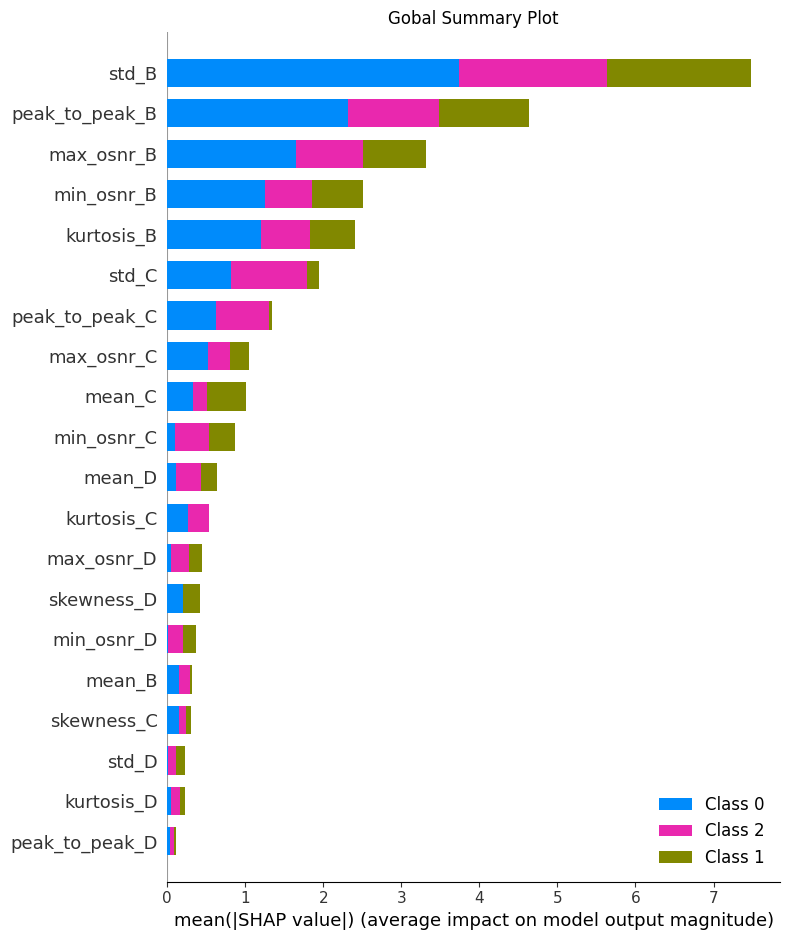 Gobal Summary Plot
std_B
peak_to_peak_B
max_osnr_B
min_osnr_B
kurtosis_B
std_C
peak_to_peak_C
max_osnr_C
mean_C
min_osnr_C
mean_D
kurtosis_C
max_osnr_D
skewness_D
min_osnr_D
mean_B
skewness_C
std_D
kurtosis_D
peak_to_peak_D
Class 0
Class 2
Class 1
0 1 2 3 4 5 6 7
mean(|SHAP value|) (average impact on model output magnitude)